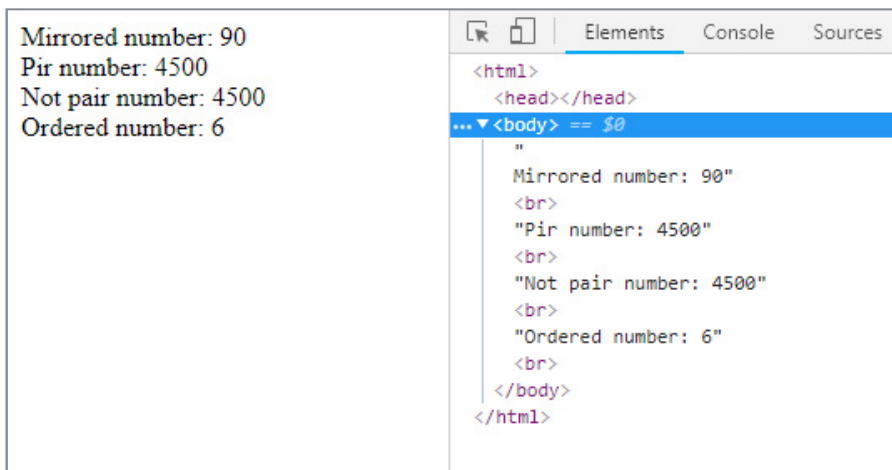 Mirrored number: 90
Pir number: 4500
Not pair number: 4500
Ordered number: 6
Elements Console Sources
<html>
<head></head>
... ▼<body> == $0
"
Mirrored number: 90"
<br>
"Pir number: 4500"
<br>
"Not pair number: 4500"
<br>
"Ordered number: 6"
<br>
</body>
</html>